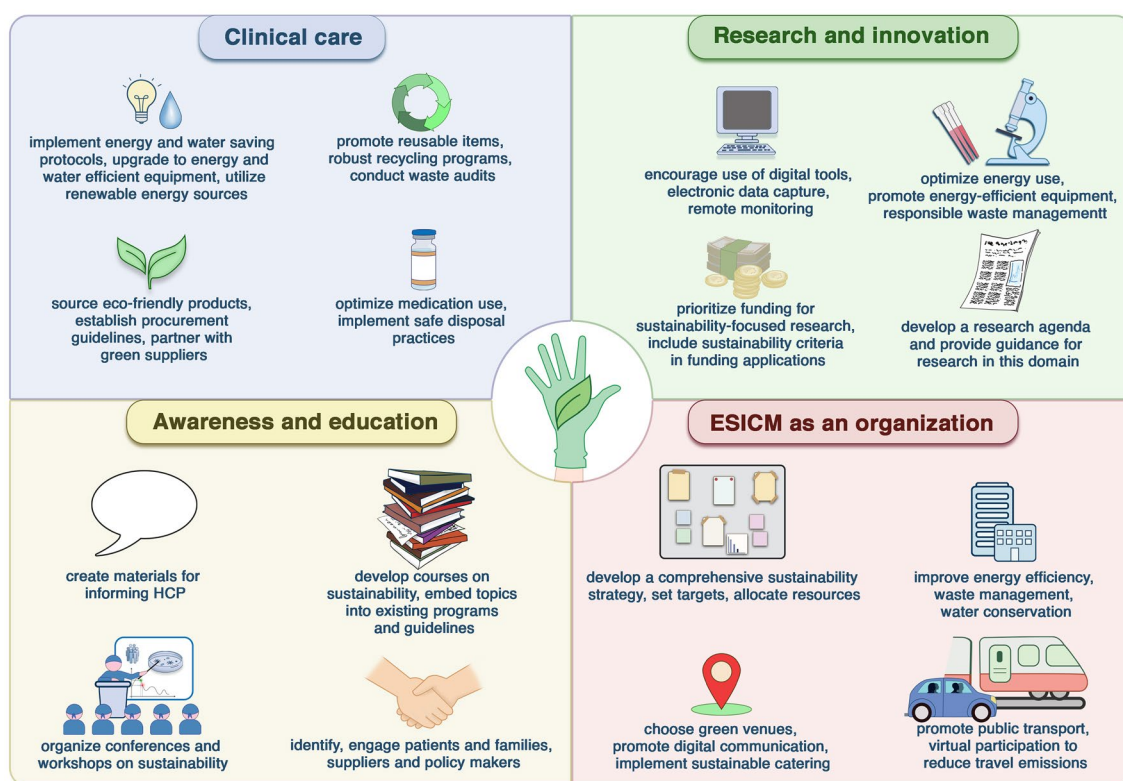 Clinical care
implement energy and water saving
protocols, upgrade to energy and
water efficient equipment, utilize
renewable energy sources
promote reusable items,
robust recycling programs,
conduct waste audits
source eco-friendly products,
establish procurement
guidelines, partner with
green suppliers
optimize medication use,
implement safe disposal
practices
Research and innovation
encourage use of digital tools,
electronic data capture,
remote monitoring
optimize energy use,
promote energy-efficient equipment,
responsible waste managementt
prioritize funding for
sustainability-focused research,
include sustainability criteria
in funding applications
develop a research agenda
and provide guidance for
research in this domain
Awareness and education
create materials for
informing HCP
develop courses on
sustainability, embed topics
into existing programs
and guidelines
organize conferences and
workshops on sustainability
identify, engage patients and families,
suppliers and policy makers
ESICM as an organization
develop a comprehensive sustainability
strategy, set targets, allocate resources
improve energy efficiency,
waste management,
water conservation
choose green venues,
promote digital communication,
implement sustainable catering
promote public transport,
virtual participation to
reduce travel emissions